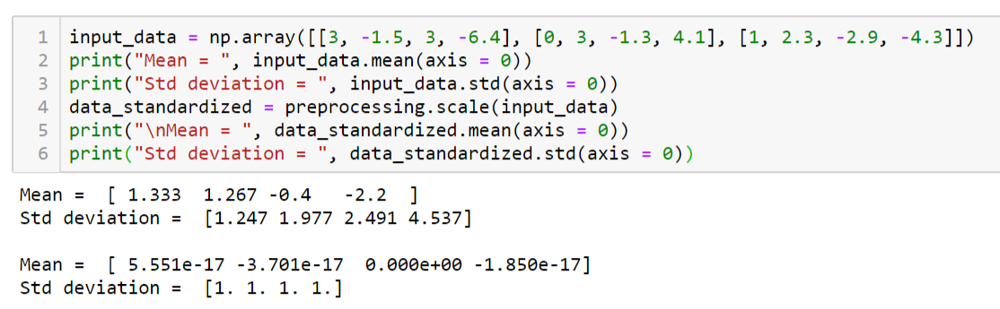 1 input_data = np.array([[3, -1.5, 3, -6.4], [0, 3, -1.3, 4.1], [1, 2.3, -2.9, -4.3]])
2 print("Mean = ", input_data.mean(axis = 0))
3 print("Std deviation = ", input_data.std(axis = 0))
4 data_standardized = preprocessing.scale(input_data)
5 print("\nMean = ", data_standardized.mean(axis = 0))
6 print("Std deviation = ", data_standardized.std(axis = 0))
Mean =  [ 1.333  1.267 -0.4   -2.2  ]
Std deviation =  [1.247 1.977 2.491 4.537]
Mean =  [ 5.551e-17 -3.701e-17  0.000e+00 -1.850e-17]
Std deviation =  [1. 1. 1. 1.]